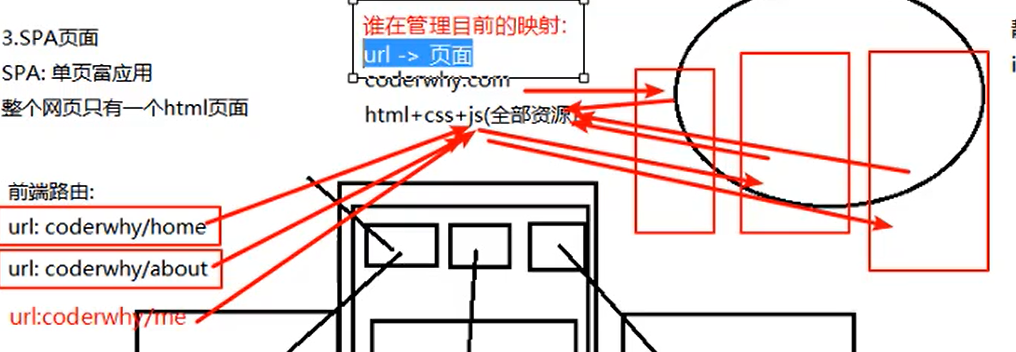 3.SPA页面
SPA: 单页富应用
整个网页只有一个html页面
谁在管理目前的映射:
url -> 页面
coderwhy.com
html+css+js(全部资源)
前端路由:
url: coderwhy/home
url: coderwhy/about
url:coderwhy/me